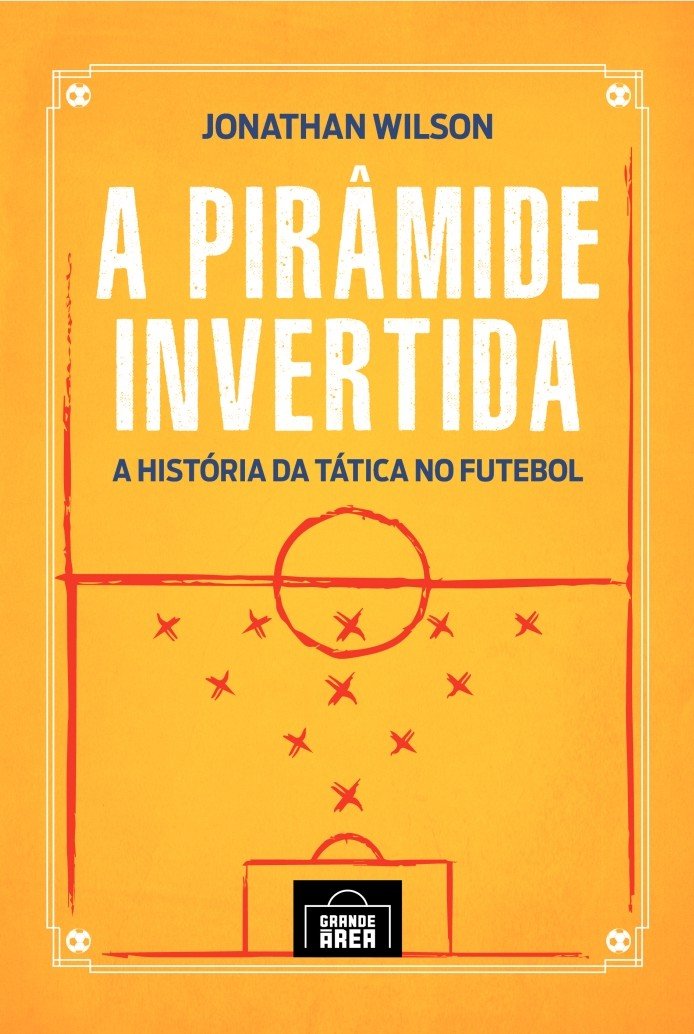 JONATHAN WILSON
A PIRÂMIDE
INVERTIDA
A HISTÓRIA DA TÁTICA NO FUTEBOL
GRANDE
ÁREA